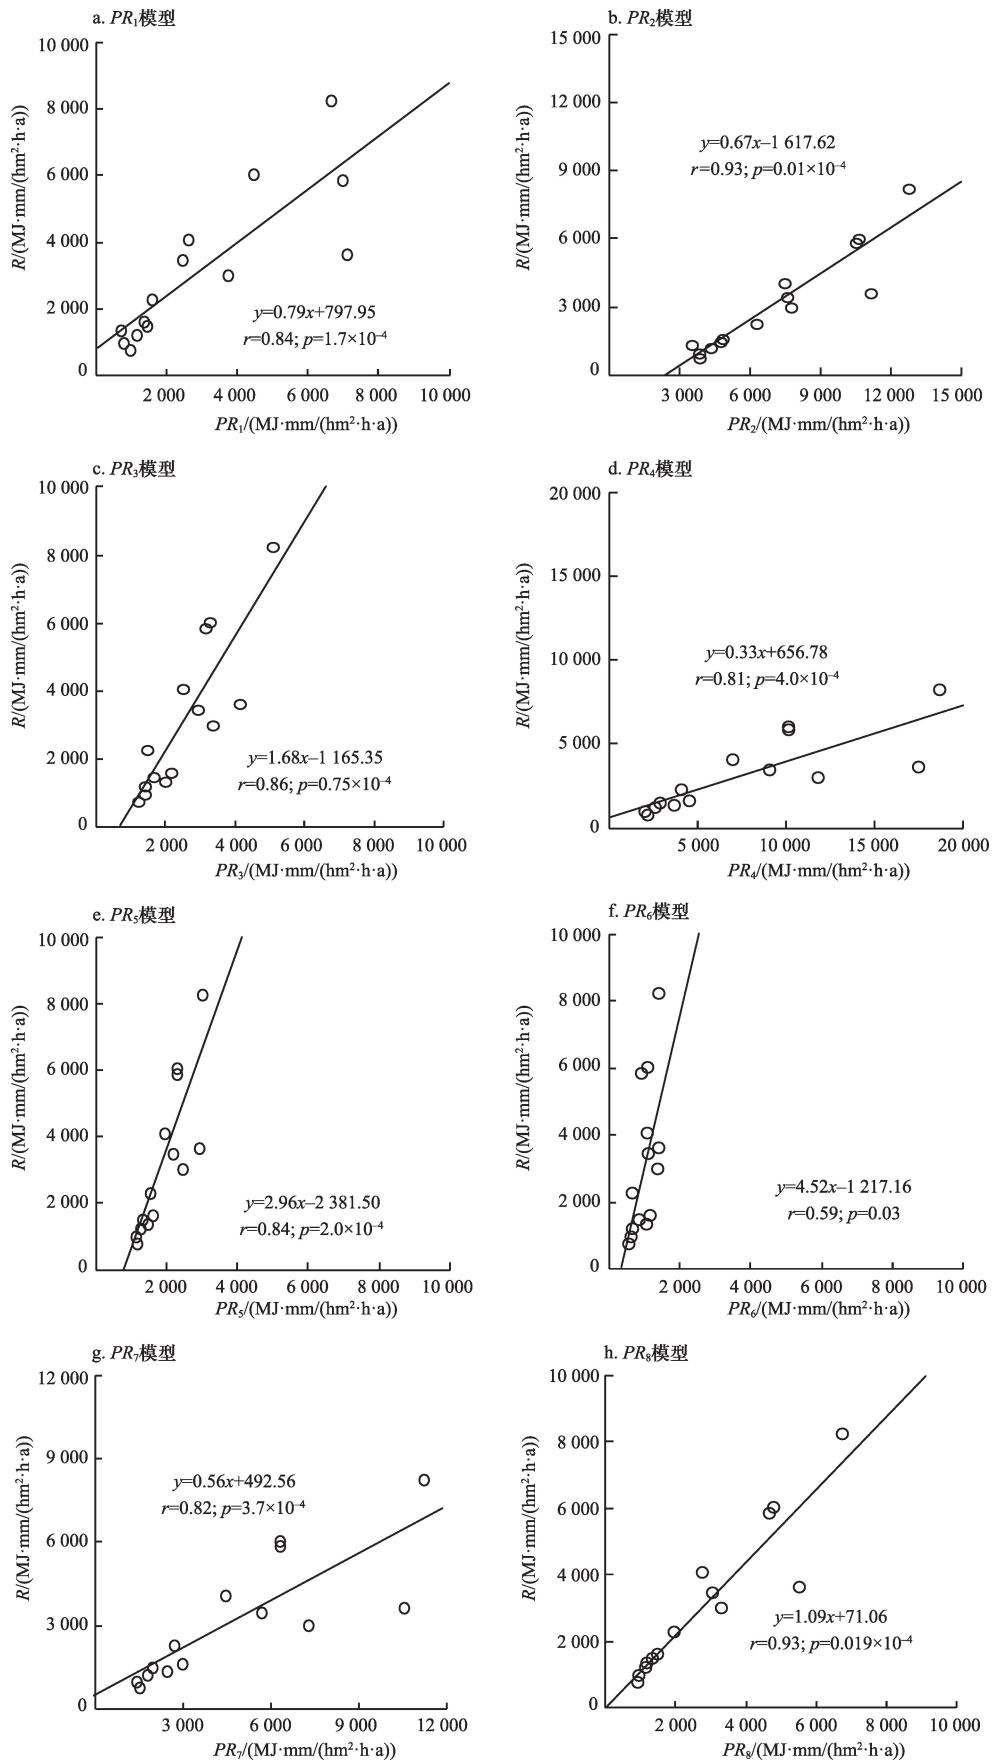 a. PR₁模型
10 000
8 000
6 000
4 000
2 000
0
R/(MJ·mm/(hm²·h·a))
y=0.79x+797.95
r=0.84; p=1.7×10⁻⁴
2 000 4 000 6 000 8 000 10 000
PR₁/(MJ·mm/(hm²·h·a))
b. PR₂模型
15 000
12 000
9 000
6 000
3 000
0
R/(MJ·mm/(hm²·h·a))
y=0.67x–1 617.62
r=0.93; p=0.01×10⁻⁴
3 000 6 000 9 000 12 000 15 000
PR₂/(MJ·mm/(hm²·h·a))
c. PR₃模型
10 000
8 000
6 000
4 000
2 000
0
R/(MJ·mm/(hm²·h·a))
y=1.68x–1 165.35
r=0.86; p=0.75×10⁻⁴
2 000 4 000 6 000 8 000 10 000
PR₃/(MJ·mm/(hm²·h·a))
d. PR₄模型
20 000
15 000
10 000
5 000
0
R/(MJ·mm/(hm²·h·a))
y=0.33x+656.78
r=0.81; p=4.0×10⁻⁴
5 000 10 000 15 000 20 000
PR₄/(MJ·mm/(hm²·h·a))
e. PR₅模型
10 000
8 000
6 000
4 000
2 000
0
R/(MJ·mm/(hm²·h·a))
y=2.96x–2 381.50
r=0.84; p=2.0×10⁻⁴
2 000 4 000 6 000 8 000 10 000
PR₅/(MJ·mm/(hm²·h·a))
f. PR₆模型
10 000
8 000
6 000
4 000
2 000
0
R/(MJ·mm/(hm²·h·a))
y=4.52x–1 217.16
r=0.59; p=0.03
2 000 4 000 6 000 8 000 10 000
PR₆/(MJ·mm/(hm²·h·a))
g. PR₇模型
12 000
9 000
6 000
3 000
0
R/(MJ·mm/(hm²·h·a))
y=0.56x+492.56
r=0.82; p=3.7×10⁻⁴
3 000 6 000 9 000 12 000
PR₇/(MJ·mm/(hm²·h·a))
h. PR₈模型
10 000
8 000
6 000
4 000
2 000
0
R/(MJ·mm/(hm²·h·a))
y=1.09x+71.06
r=0.93; p=0.019×10⁻⁴
2 000 4 000 6 000 8 000 10 000
PR₈/(MJ·mm/(hm²·h·a))